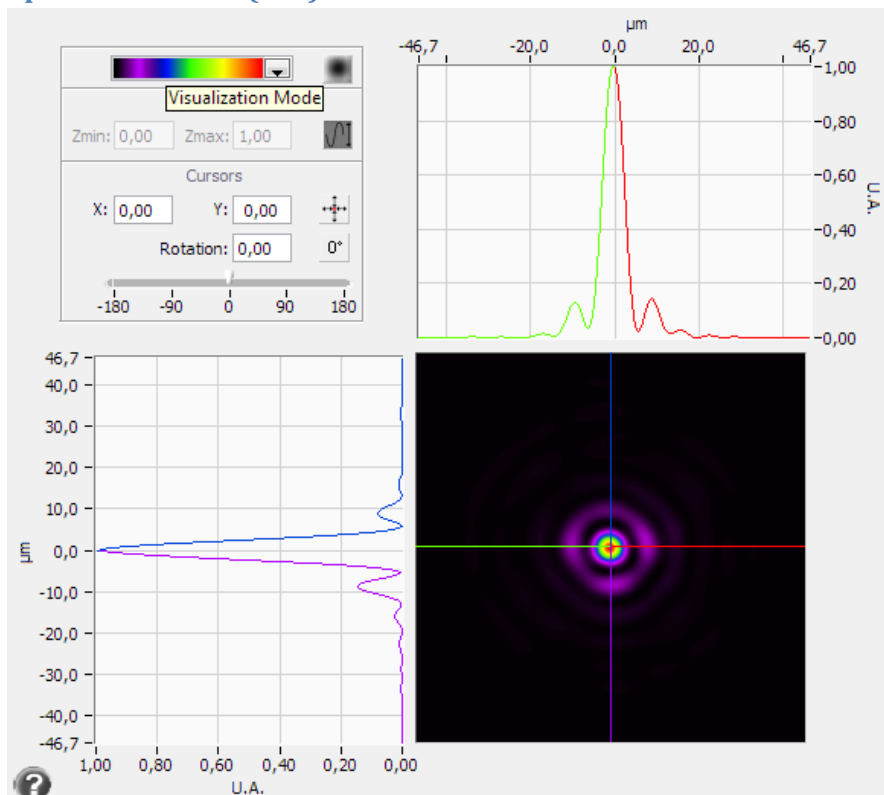 µm
-46,7 -20,0 0,0 20,0 46,7
Visualization Mode
Zmin: 0,00 Zmax: 1,00
Cursors
X: 0,00 Y: 0,00
Rotation: 0,00 0°
-180 -90 0 90 180
1,00
0,80
0,60
0,40
0,20
0,00
U.A.
46,7
40,0
30,0
20,0
10,0
0,0
-10,0
-20,0
-30,0
-40,0
-46,7
µm
1,00 0,80 0,60 0,40 0,20 0,00
U.A.
?